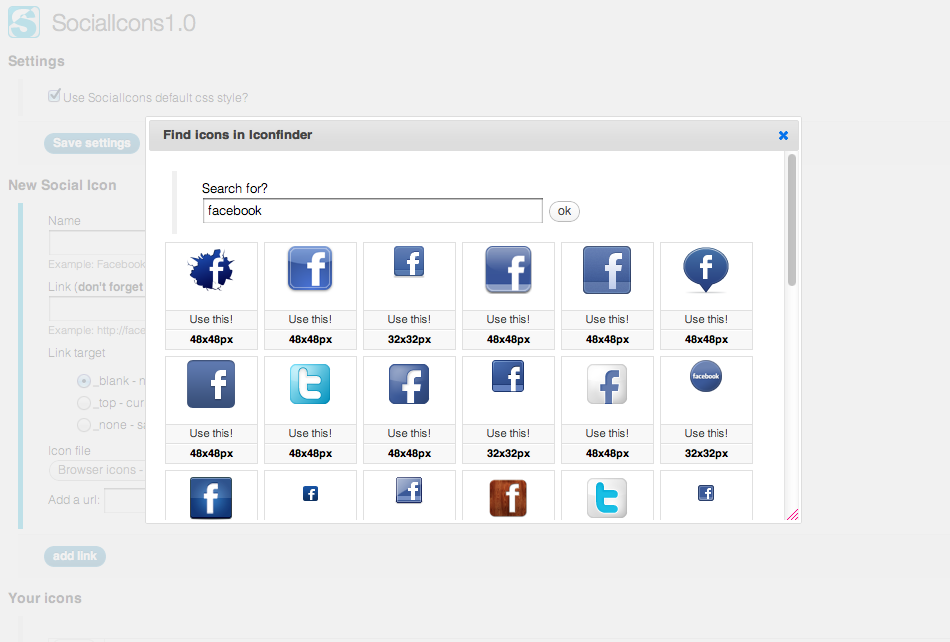 SocialIcons1.0
Settings
Use SocialIcons default css style?
Save settings
New Social Icon
Name
Example: Facebook
Link (don't forget
Example: http://face
Link target
_blank - n
_top - cur
_none - sa
Icon file
Browser icons -
Add a url:
add link
Your icons
Find icons in Iconfinder
Search for?
facebook
ok
Use this! Use this! Use this! Use this! Use this! Use this!
48x48px 48x48px 32x32px 48x48px 48x48px 48x48px
facebook
Use this! Use this! Use this! Use this! Use this! Use this!
48x48px 48x48px 48x48px 32x32px 48x48px 32x32px